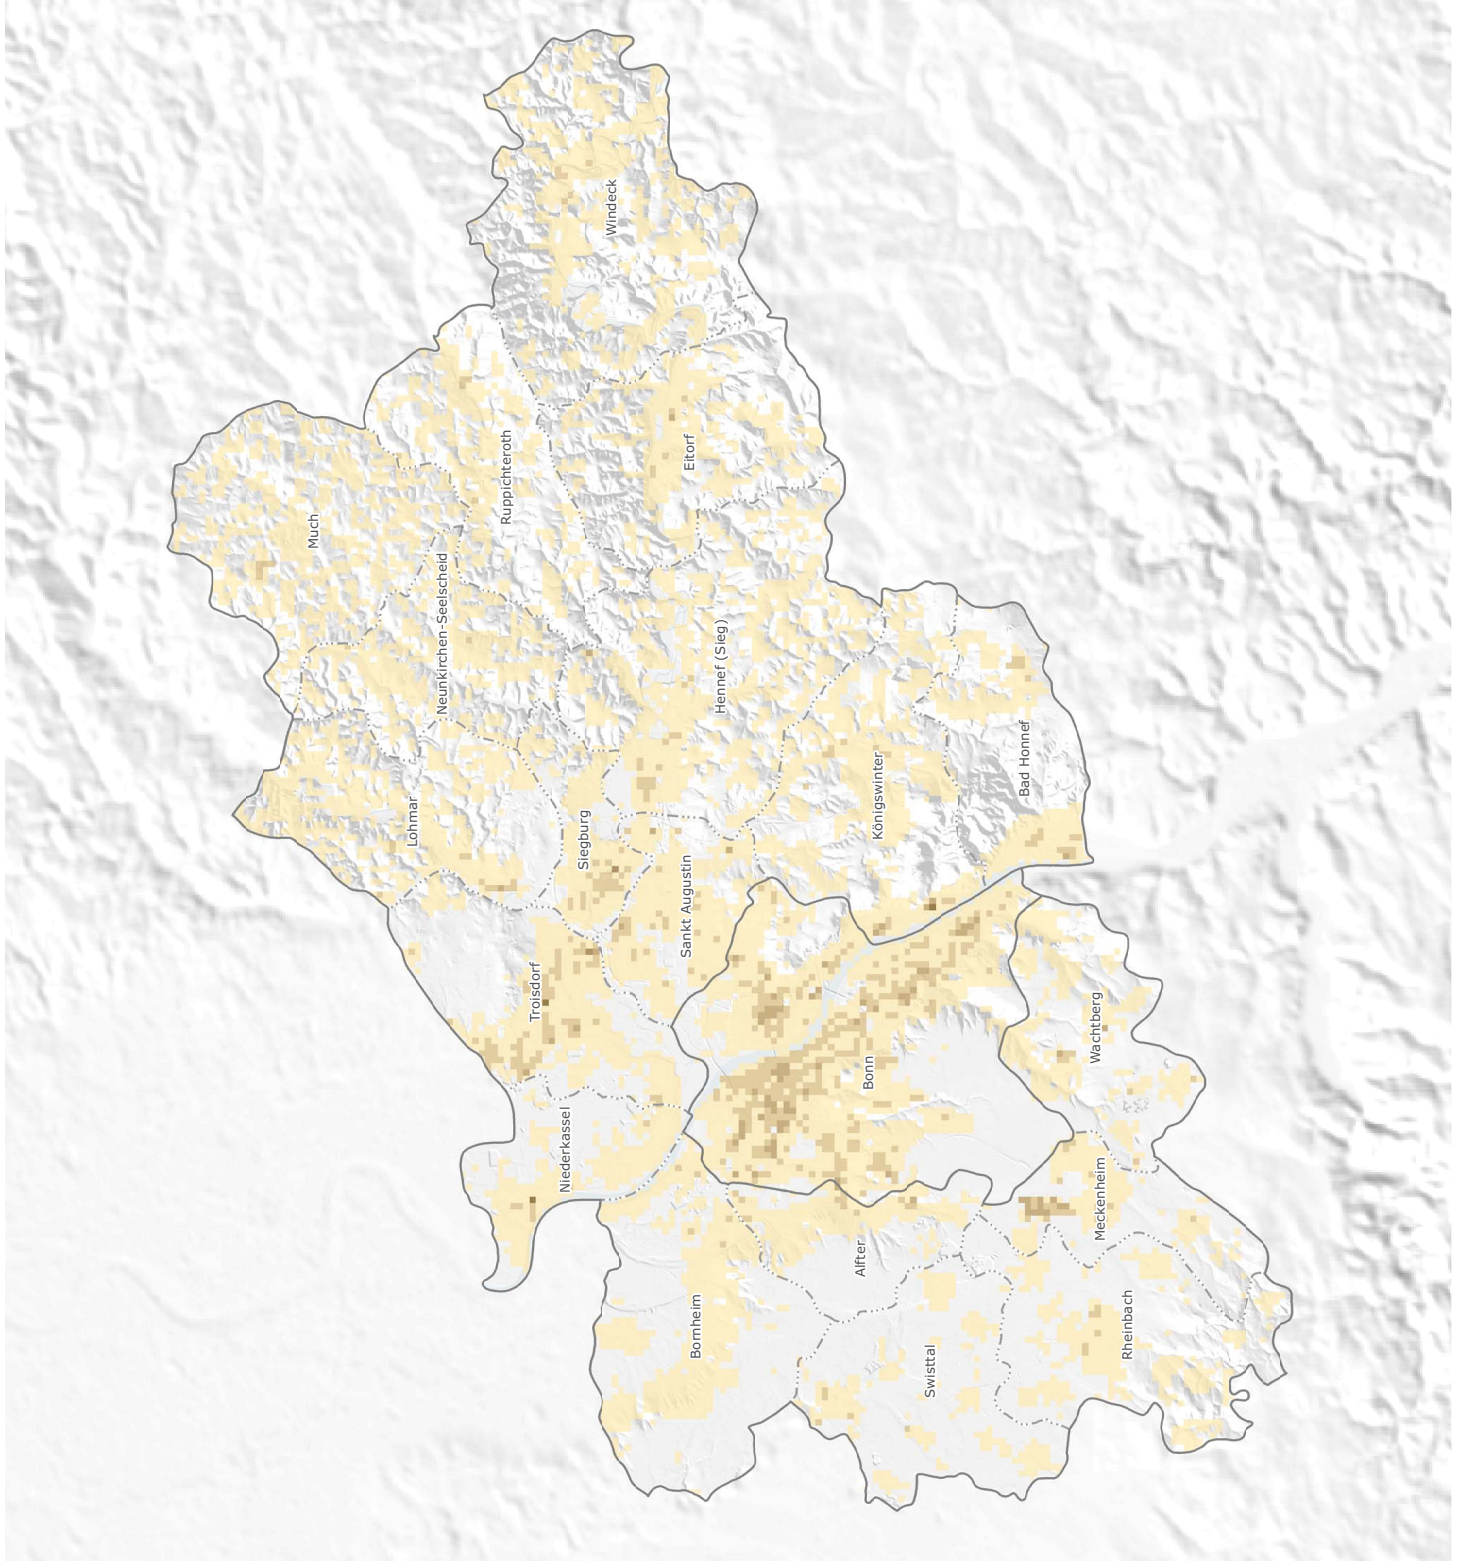 Windeck
Eitorf
Ruppichteroth
Much
Neunkirchen-Seelscheid
Hennef (Sieg)
Bad Honnef
Königswinter
Lohmar
Siegburg
Sankt Augustin
Troisdorf
Wachtberg
Bonn
Niederkassel
Meckenheim
Alfter
Bornheim
Rheinbach
Swisttal